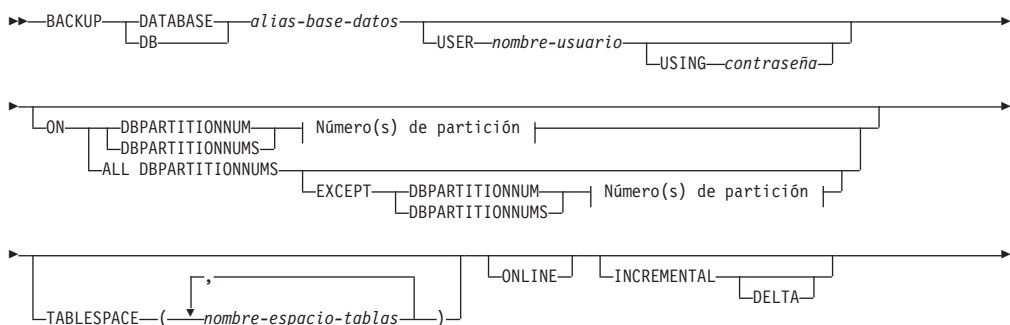 BACKUP DATABASE alias-base-datos
DB USER nombre-usuario
USING contraseña
ON DBPARTITIONNUM Número(s) de partición
DBPARTITIONNUMS
ALL DBPARTITIONNUMS
EXCEPT DBPARTITIONNUM Número(s) de partición
DBPARTITIONNUMS
,
ONLINE INCREMENTAL
DELTA
TABLESPACE ( nombre-espacio-tablas )